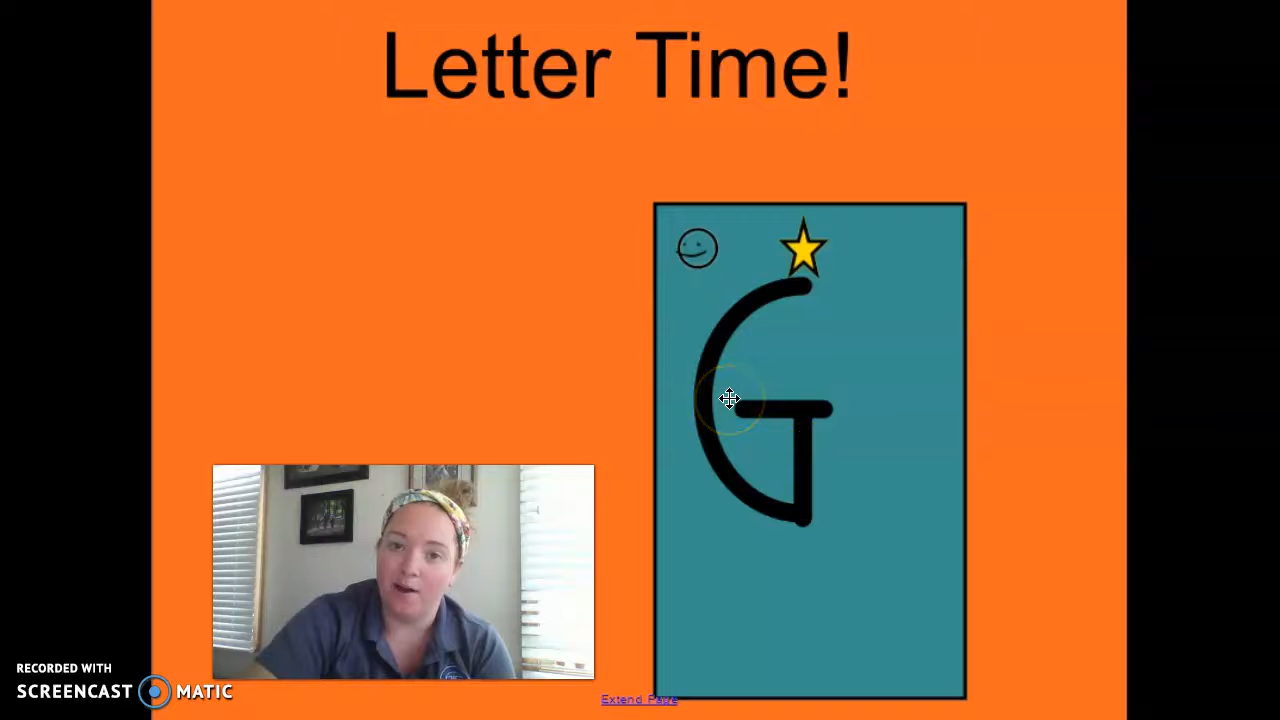 Letter Time!
G
RECORDED WITH
SCREENCAST MATIC
Extend Page